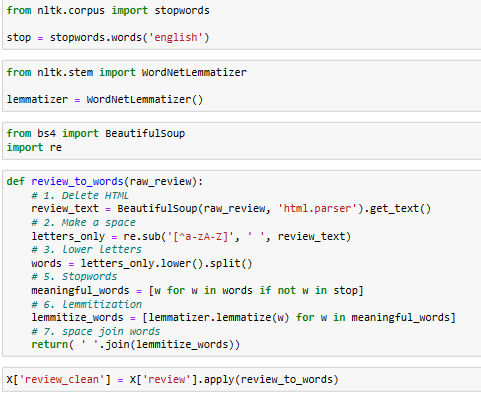 from nltk.corpus import stopwords
stop = stopwords.words('english')
from nltk.stem import WordNetLemmatizer
lemmatizer = WordNetLemmatizer()
from bs4 import BeautifulSoup
import re
def review_to_words(raw_review):
    # 1. Delete HTML
    review_text = BeautifulSoup(raw_review, 'html.parser').get_text()
    # 2. Make a space
    letters_only = re.sub('[^a-zA-Z]', ' ', review_text)
    # 3. lower letters
    words = letters_only.lower().split()
    # 5. Stopwords
    meaningful_words = [w for w in words if not w in stop]
    # 6. lemmitization
    lemmitize_words = [lemmatizer.lemmatize(w) for w in meaningful_words]
    # 7. space join words
    return( ' '.join(lemmitize_words))
X['review_clean'] = X['review'].apply(review_to_words)